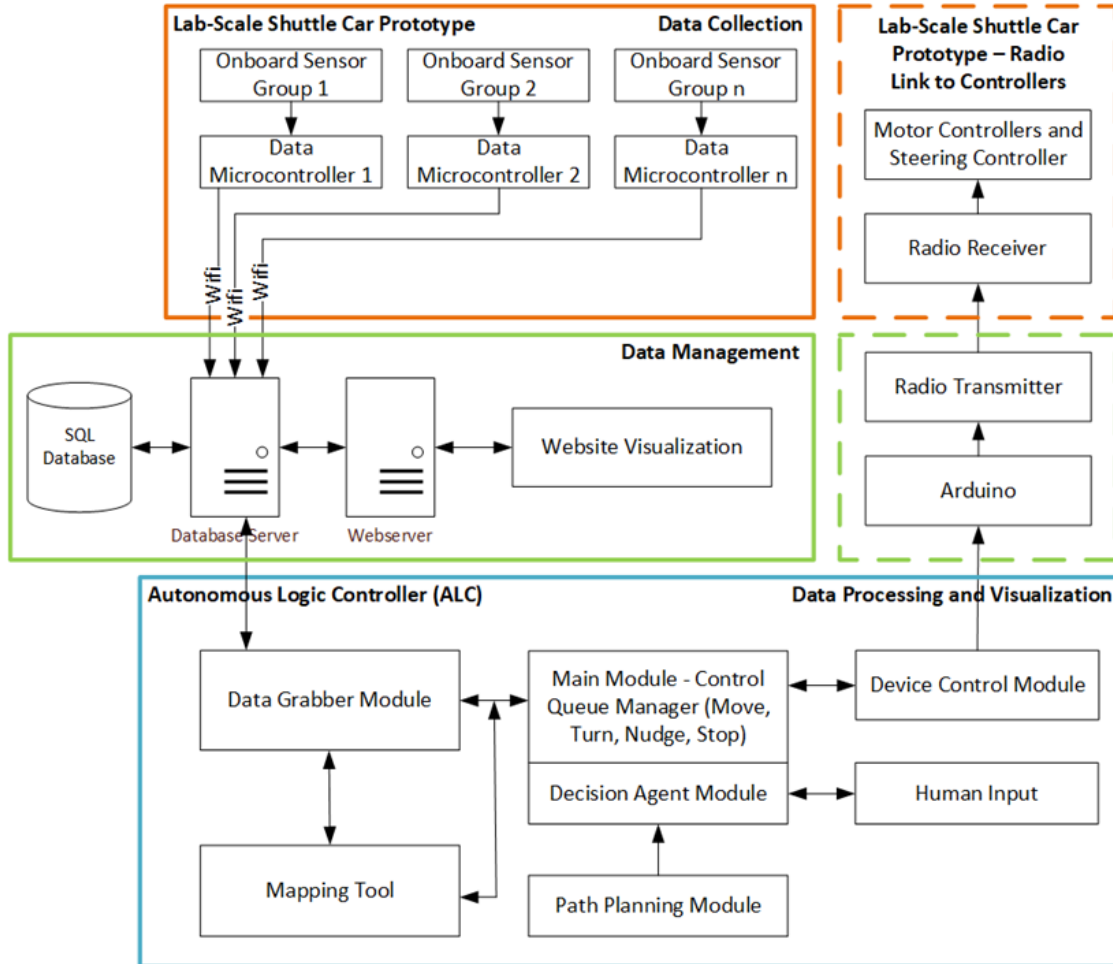 Lab-Scale Shuttle Car Prototype
Data Collection
Onboard Sensor
Group 1
Onboard Sensor
Group 2
Onboard Sensor
Group n
Data
Microcontroller 1
Data
Microcontroller 2
Data
Microcontroller n
Wifi
Wifi
Wifi
Lab-Scale Shuttle Car
Prototype – Radio
Link to Controllers
Motor Controllers and
Steering Controller
Radio Receiver
Data Management
SQL
Database
Database Server
Webserver
Website Visualization
Radio Transmitter
Arduino
Autonomous Logic Controller (ALC)
Data Processing and Visualization
Data Grabber Module
Main Module - Control
Queue Manager (Move,
Turn, Nudge, Stop)
Device Control Module
Decision Agent Module
Human Input
Mapping Tool
Path Planning Module